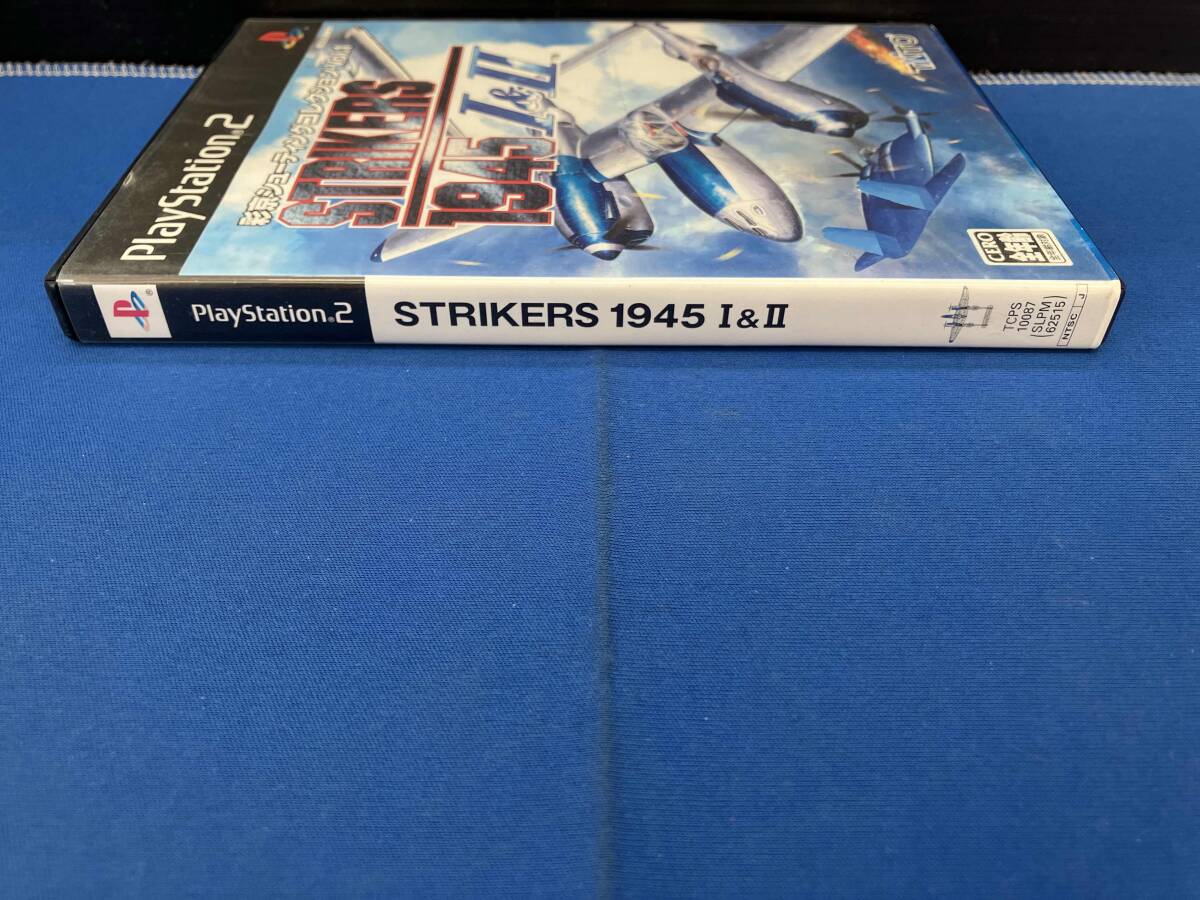 PlayStation.2
彩京シューティングコレクション Vol.1
STRIKERS
1945 I&II
CERO
全年齢
PlayStation.2
STRIKERS 1945 I & II
TCPS
10087
SLPM
62515
NTSC J